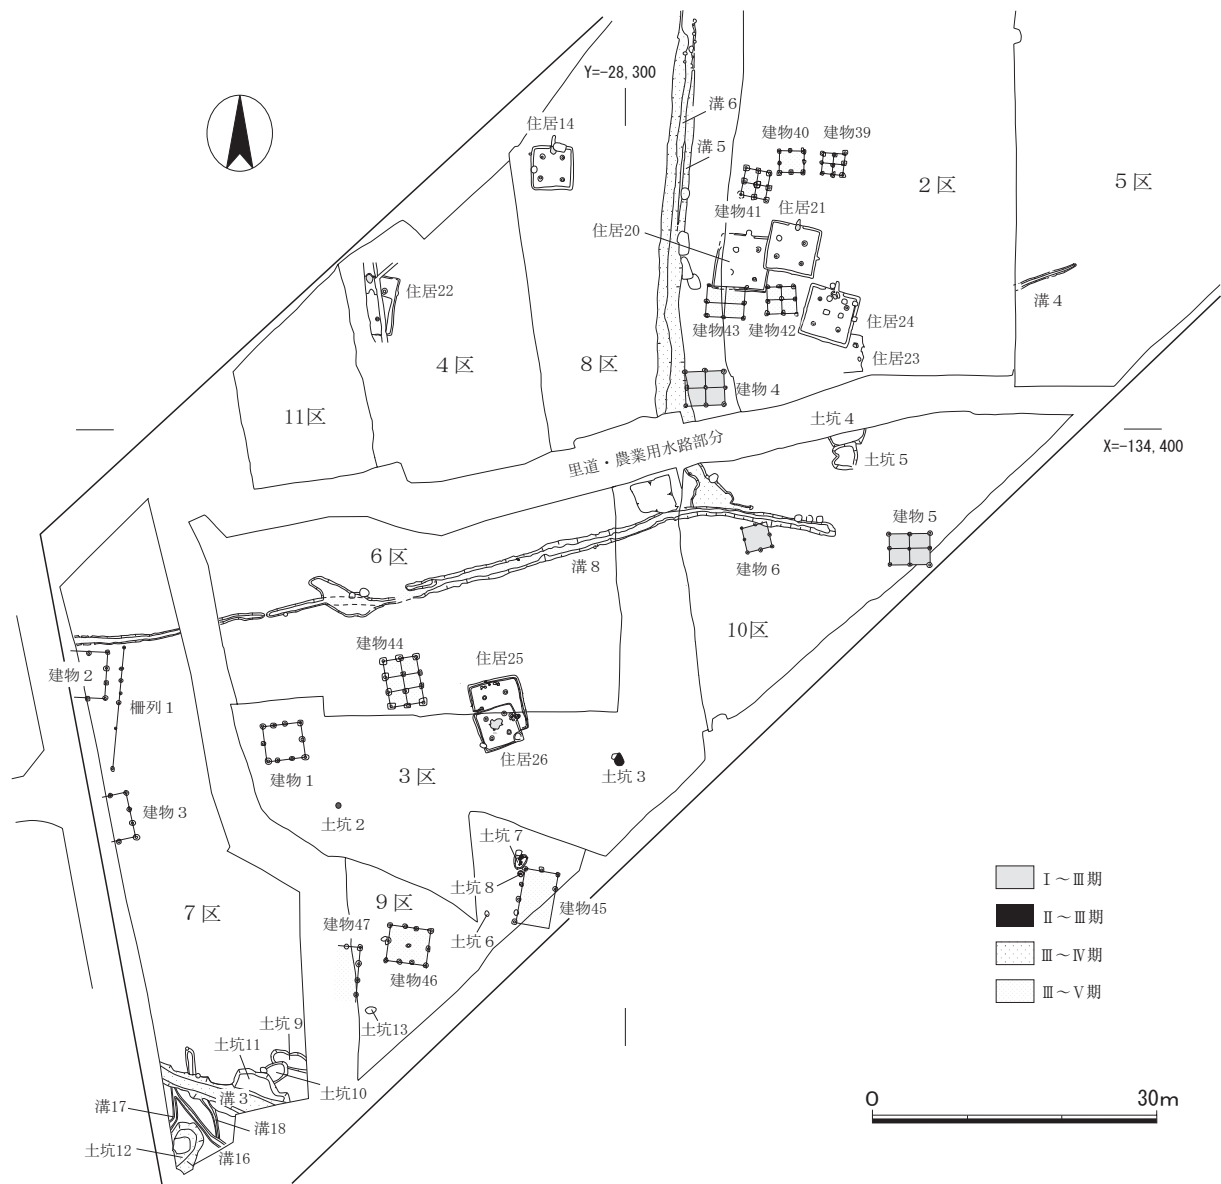 Y=-28,300
溝６
住居14
溝５
建物40
建物39
２区
５区
建物41
住居21
住居20
住居22
溝４
建物43
建物42
住居24
住居23
４区
８区
建物４
11区
土坑４
里道・農業用水路部分
X=-134,400
土坑５
建物５
６区
溝８
建物６
10区
建物44
住居25
建物２
柵列１
住居26
建物１
３区
土坑３
建物３
土坑２
土坑７
Ⅰ～Ⅲ期
土坑８
７区
９区
建物45
Ⅱ～Ⅲ期
建物47
土坑６
Ⅲ～Ⅳ期
建物46
Ⅲ～Ⅴ期
土坑９
土坑13
土坑11
土坑10
溝３
0
30m
溝17
溝18
土坑12
溝16